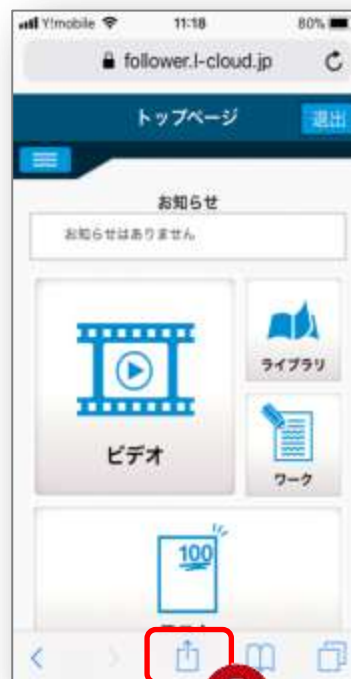 Y!mobile 11:18 80%
follower.l-cloud.jp
トップページ 退出
お知らせ
お知らせはありません
ビデオ
ライブラリ
ワーク
100